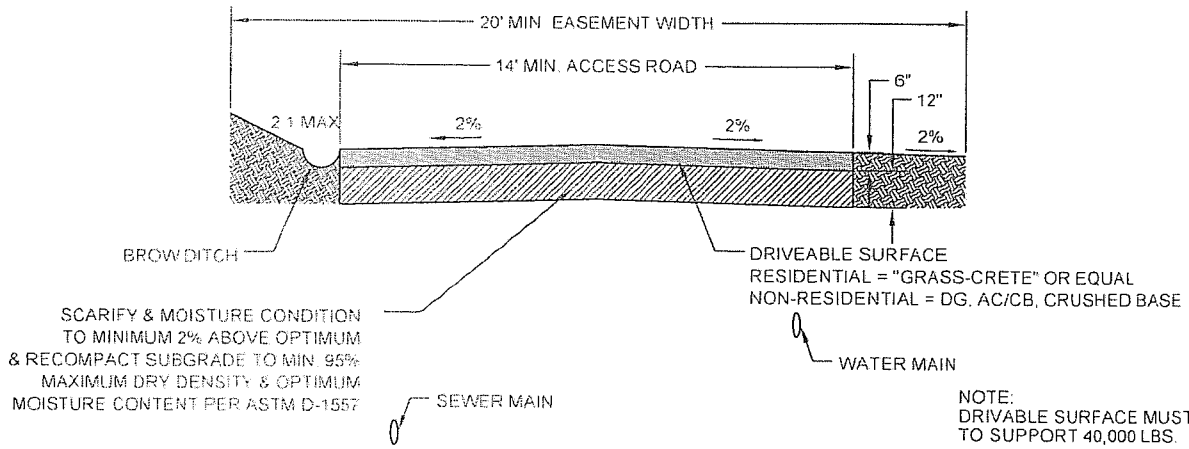 20' MIN EASEMENT WIDTH
14' MIN. ACCESS ROAD
6"
12"
2 1 MAX
2%
2%
2%
BROW DITCH
DRIVEABLE SURFACE
RESIDENTIAL = "GRASS-CRETE" OR EQUAL
NON-RESIDENTIAL = DG, AC/CB, CRUSHED BASE
SCARIFY & MOISTURE CONDITION
TO MINIMUM 2% ABOVE OPTIMUM
& RECOMPACT SUBGRADE TO MIN. 95%
MAXIMUM DRY DENSITY & OPTIMUM
MOISTURE CONTENT PER ASTM D-1557
WATER MAIN
SEWER MAIN
NOTE:
DRIVABLE SURFACE MUST
TO SUPPORT 40,000 LBS.